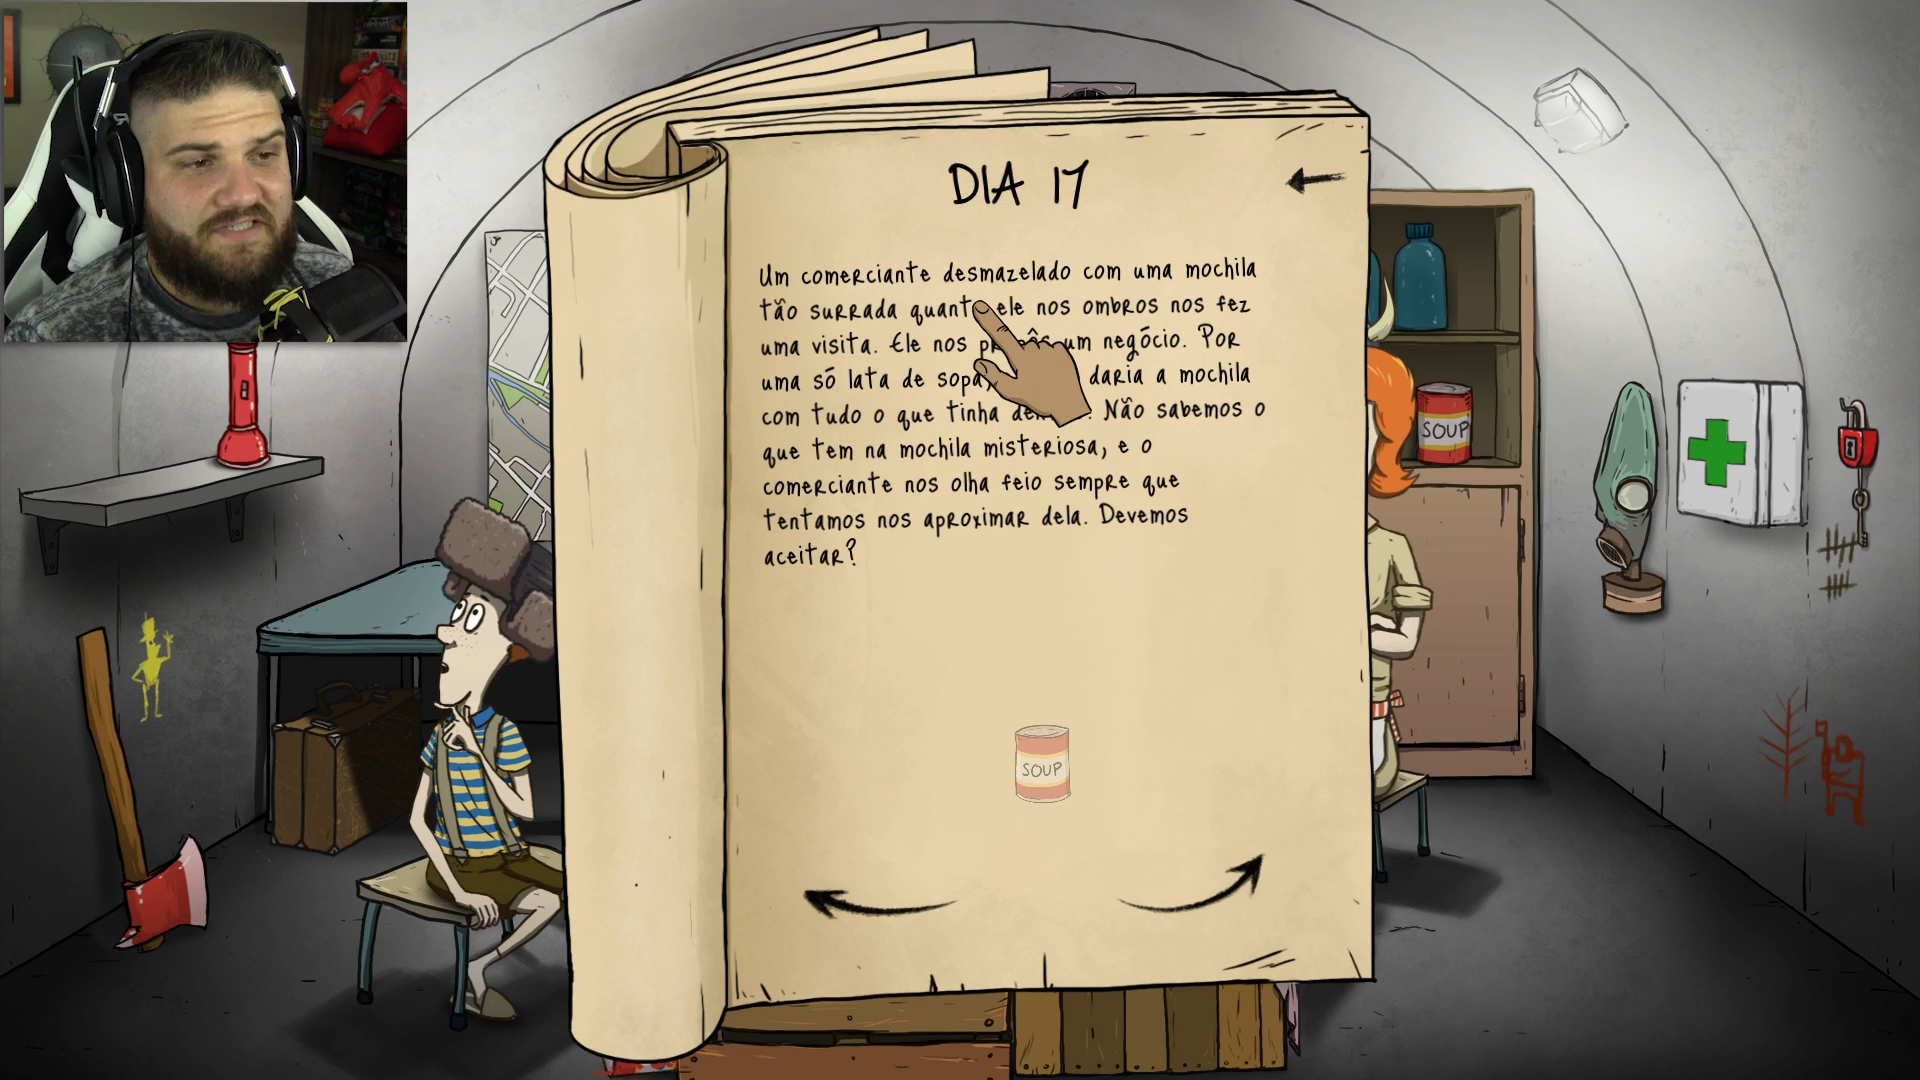 DIA 17
Um comerciante desmazelado com uma mochila
tão surrada quanto ele nos ombros nos fez
uma visita. Ele nos um negócio. Por
uma só lata de sopa, daria a mochila
com tudo o que tinha Não sabemos o
que tem na mochila misteriosa, e o
comerciante nos olha feio sempre que
tentamos nos aproximar dela. Devemos
aceitar?
SOUP
SOUP